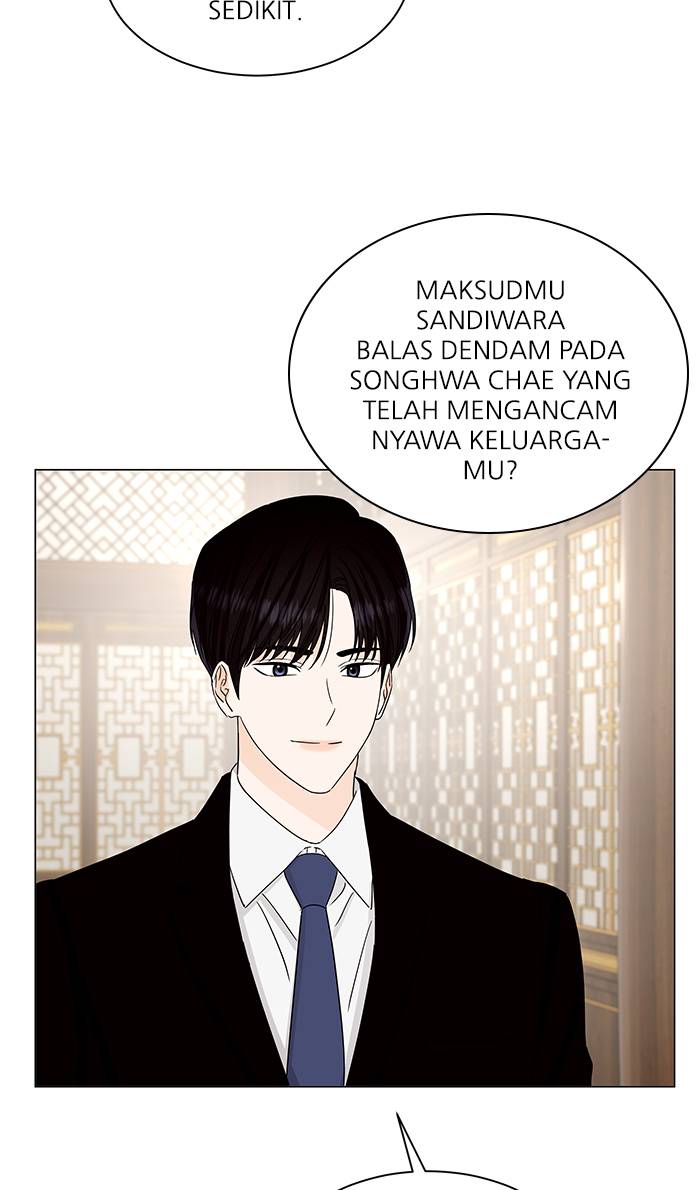 SEDIKIT.
MAKSUDMU
SANDIWARA
BALAS DENDAM PADA
SONGHWA CHAE YANG
TELAH MENGANCAM
NYAWA KELUARGA-
MU?